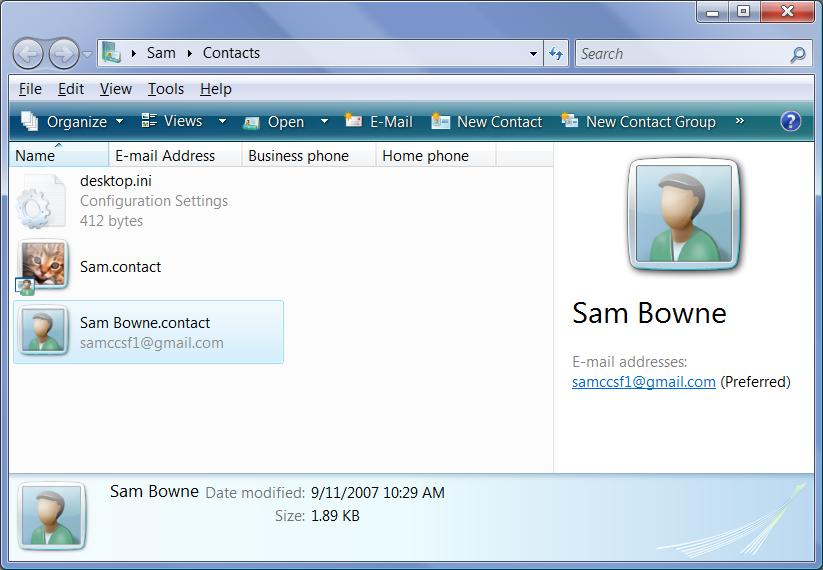 Sam Contacts Search
File Edit View Tools Help
Organize Views Open E-Mail New Contact New Contact Group » ?
Name E-mail Address Business phone Home phone
desktop.ini
Configuration Settings
412 bytes
Sam.contact
Sam Bowne.contact
samccsf1@gmail.com
Sam Bowne
E-mail addresses:
samccsf1@gmail.com (Preferred)
Sam Bowne Date modified: 9/11/2007 10:29 AM
Size: 1.89 KB